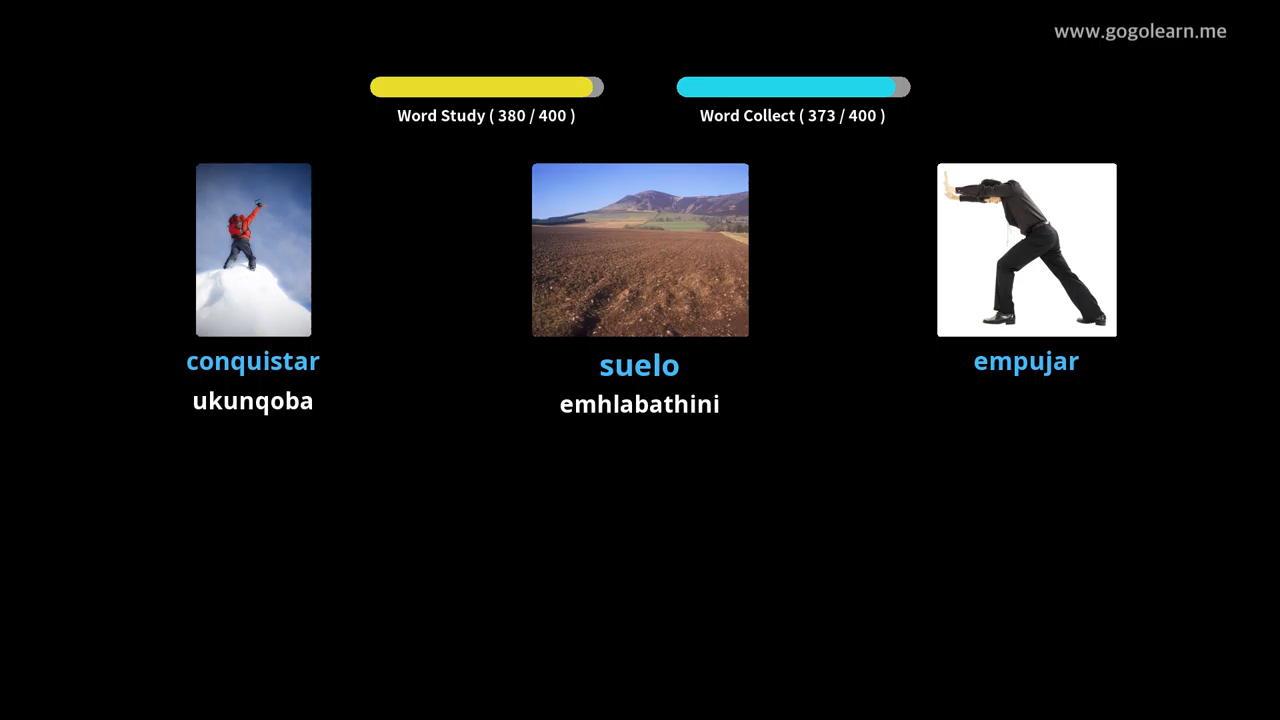 www.gogolearn.me
Word Study ( 380 / 400 )
Word Collect ( 373 / 400 )
conquistar
ukunqoba
suelo
emhlabathini
empujar